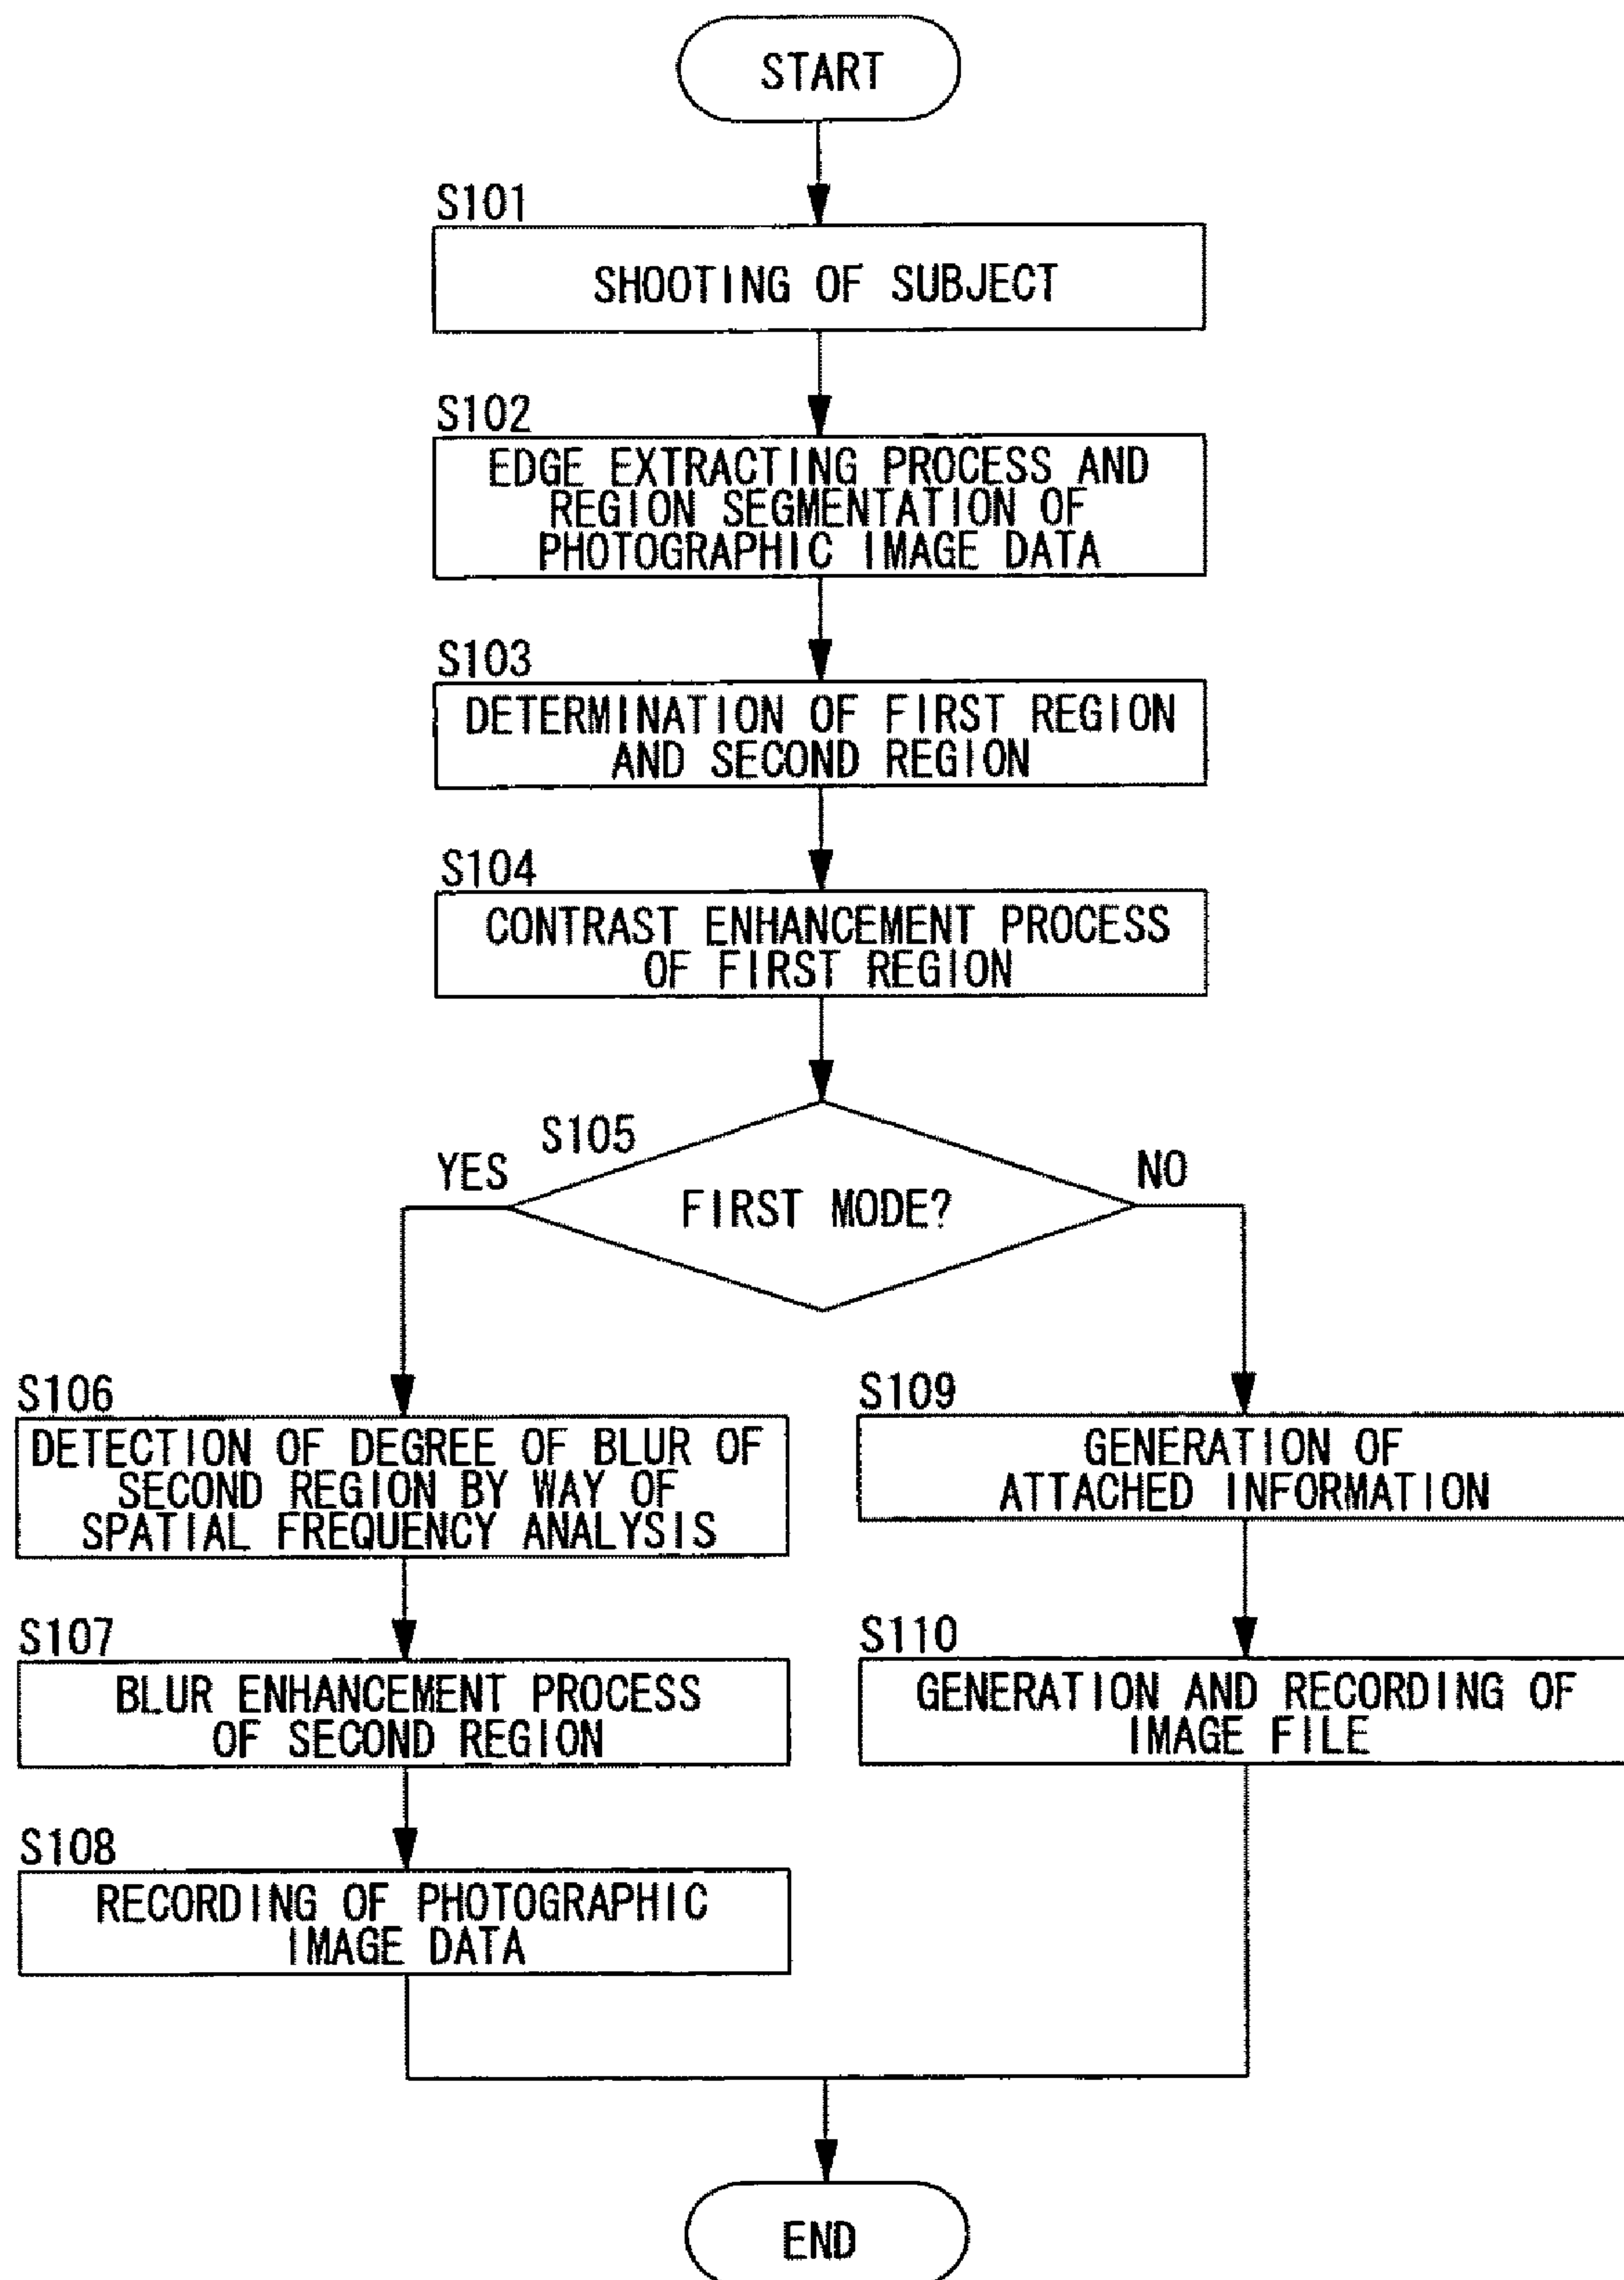 START
S101
SHOOTING OF SUBJECT
S102
EDGE EXTRACTING PROCESS AND
REGION SEGMENTATION OF
PHOTOGRAPHIC IMAGE DATA
S103
DETERMINATION OF FIRST REGION
AND SECOND REGION
S104
CONTRAST ENHANCEMENT PROCESS
OF FIRST REGION
S105
YES
NO
FIRST MODE?
S106
DETECTION OF DEGREE OF BLUR OF
SECOND REGION BY WAY OF
SPATIAL FREQUENCY ANALYSIS
S107
BLUR ENHANCEMENT PROCESS
OF SECOND REGION
S108
RECORDING OF PHOTOGRAPHIC
IMAGE DATA
S109
GENERATION OF
ATTACHED INFORMATION
S110
GENERATION AND RECORDING OF
IMAGE FILE
END